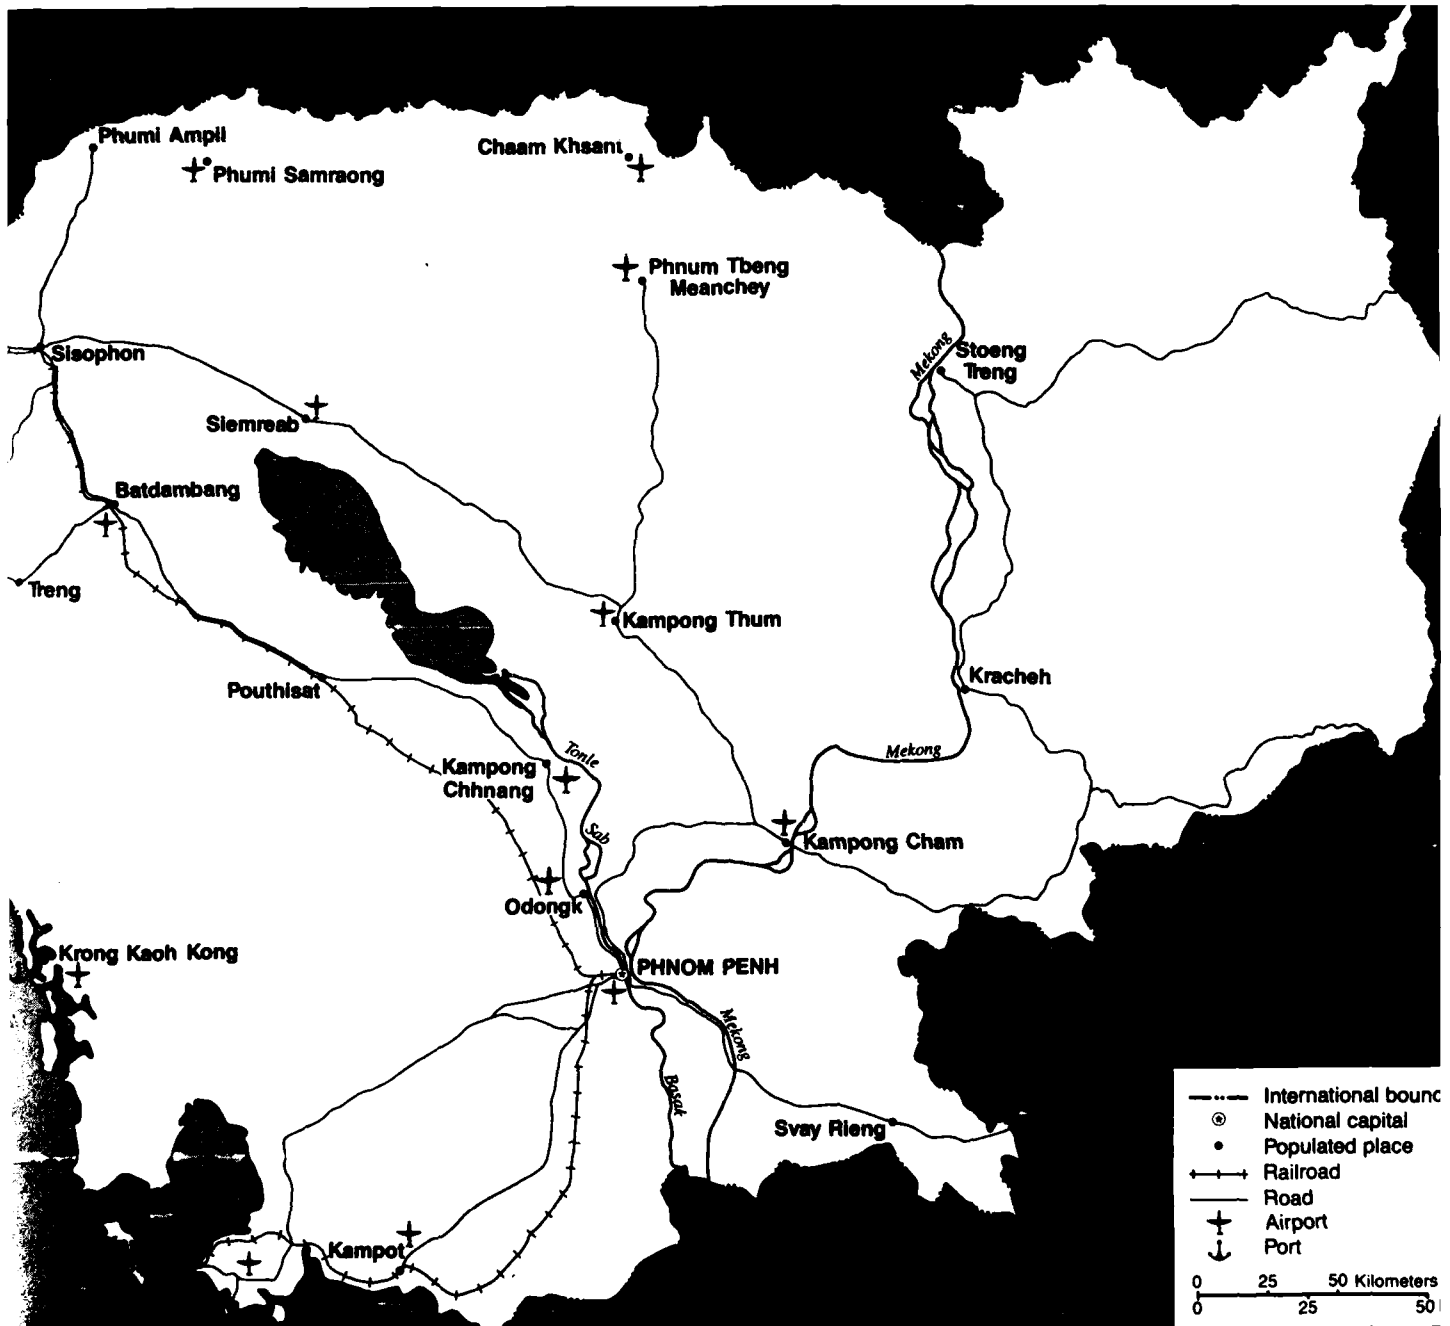 Phumi Ampil
Chaam Khsant
Phumi Samraong
Phnum Tbeng
Meanchey
Sisophon
Mekong
Stoeng
Treng
Siemreab
Batdambang
Treng
Kampong Thum
Kracheh
Pouthisat
Tonle
Mekong
Kampong
Chhnang
Sab
Kampong Cham
Odongk
Krong Kaoh Kong
PHNOM PENH
Mekong
Basak
Svay Rieng
Kampot
International bounc
National capital
Populated place
Railroad
Road
Airport
Port
0 25 50 Kilometers
0 25 50